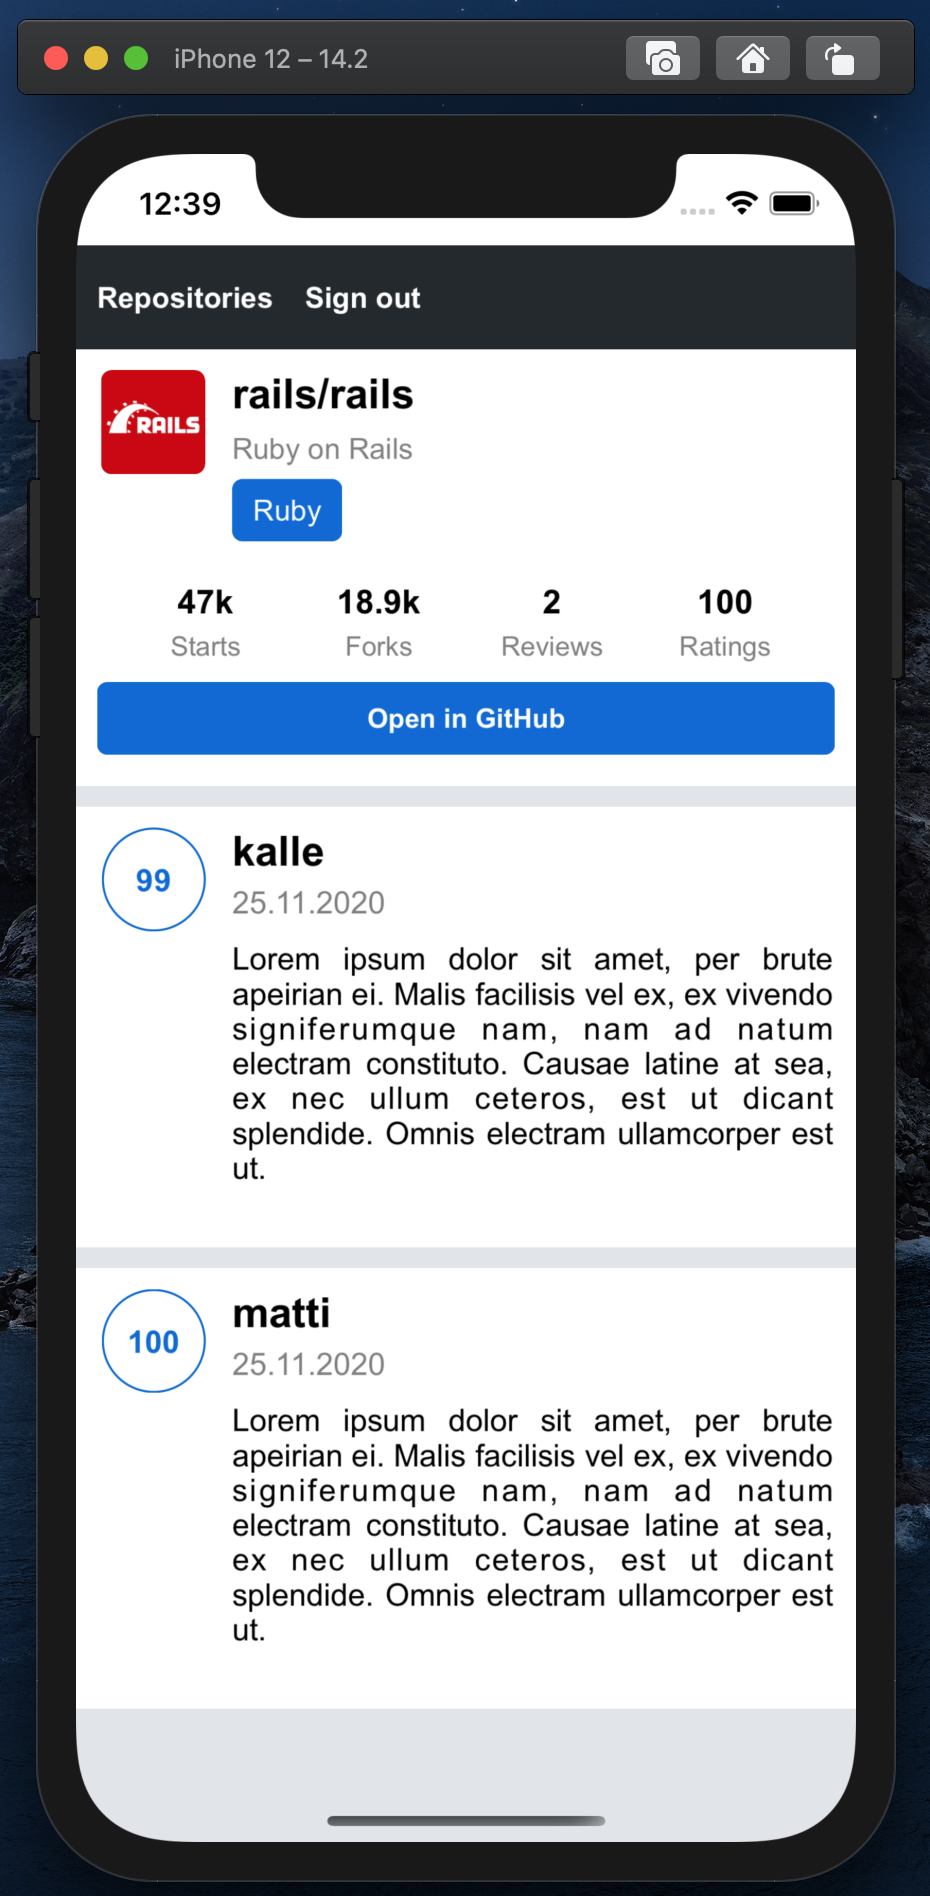 iPhone 12 – 14.2
12:39
Repositories Sign out
RAILS
rails/rails
Ruby on Rails
Ruby
47k 18.9k 2 100
Starts Forks Reviews Ratings
Open in GitHub
99
kalle
25.11.2020
Lorem ipsum dolor sit amet, per brute
apeirian ei. Malis facilisis vel ex, ex vivendo
signiferumque nam, nam ad natum
electram constituto. Causae latine at sea,
ex nec ullum ceteros, est ut dicant
splendide. Omnis electram ullamcorper est
ut.
100
matti
25.11.2020
Lorem ipsum dolor sit amet, per brute
apeirian ei. Malis facilisis vel ex, ex vivendo
signiferumque nam, nam ad natum
electram constituto. Causae latine at sea,
ex nec ullum ceteros, est ut dicant
splendide. Omnis electram ullamcorper est
ut.